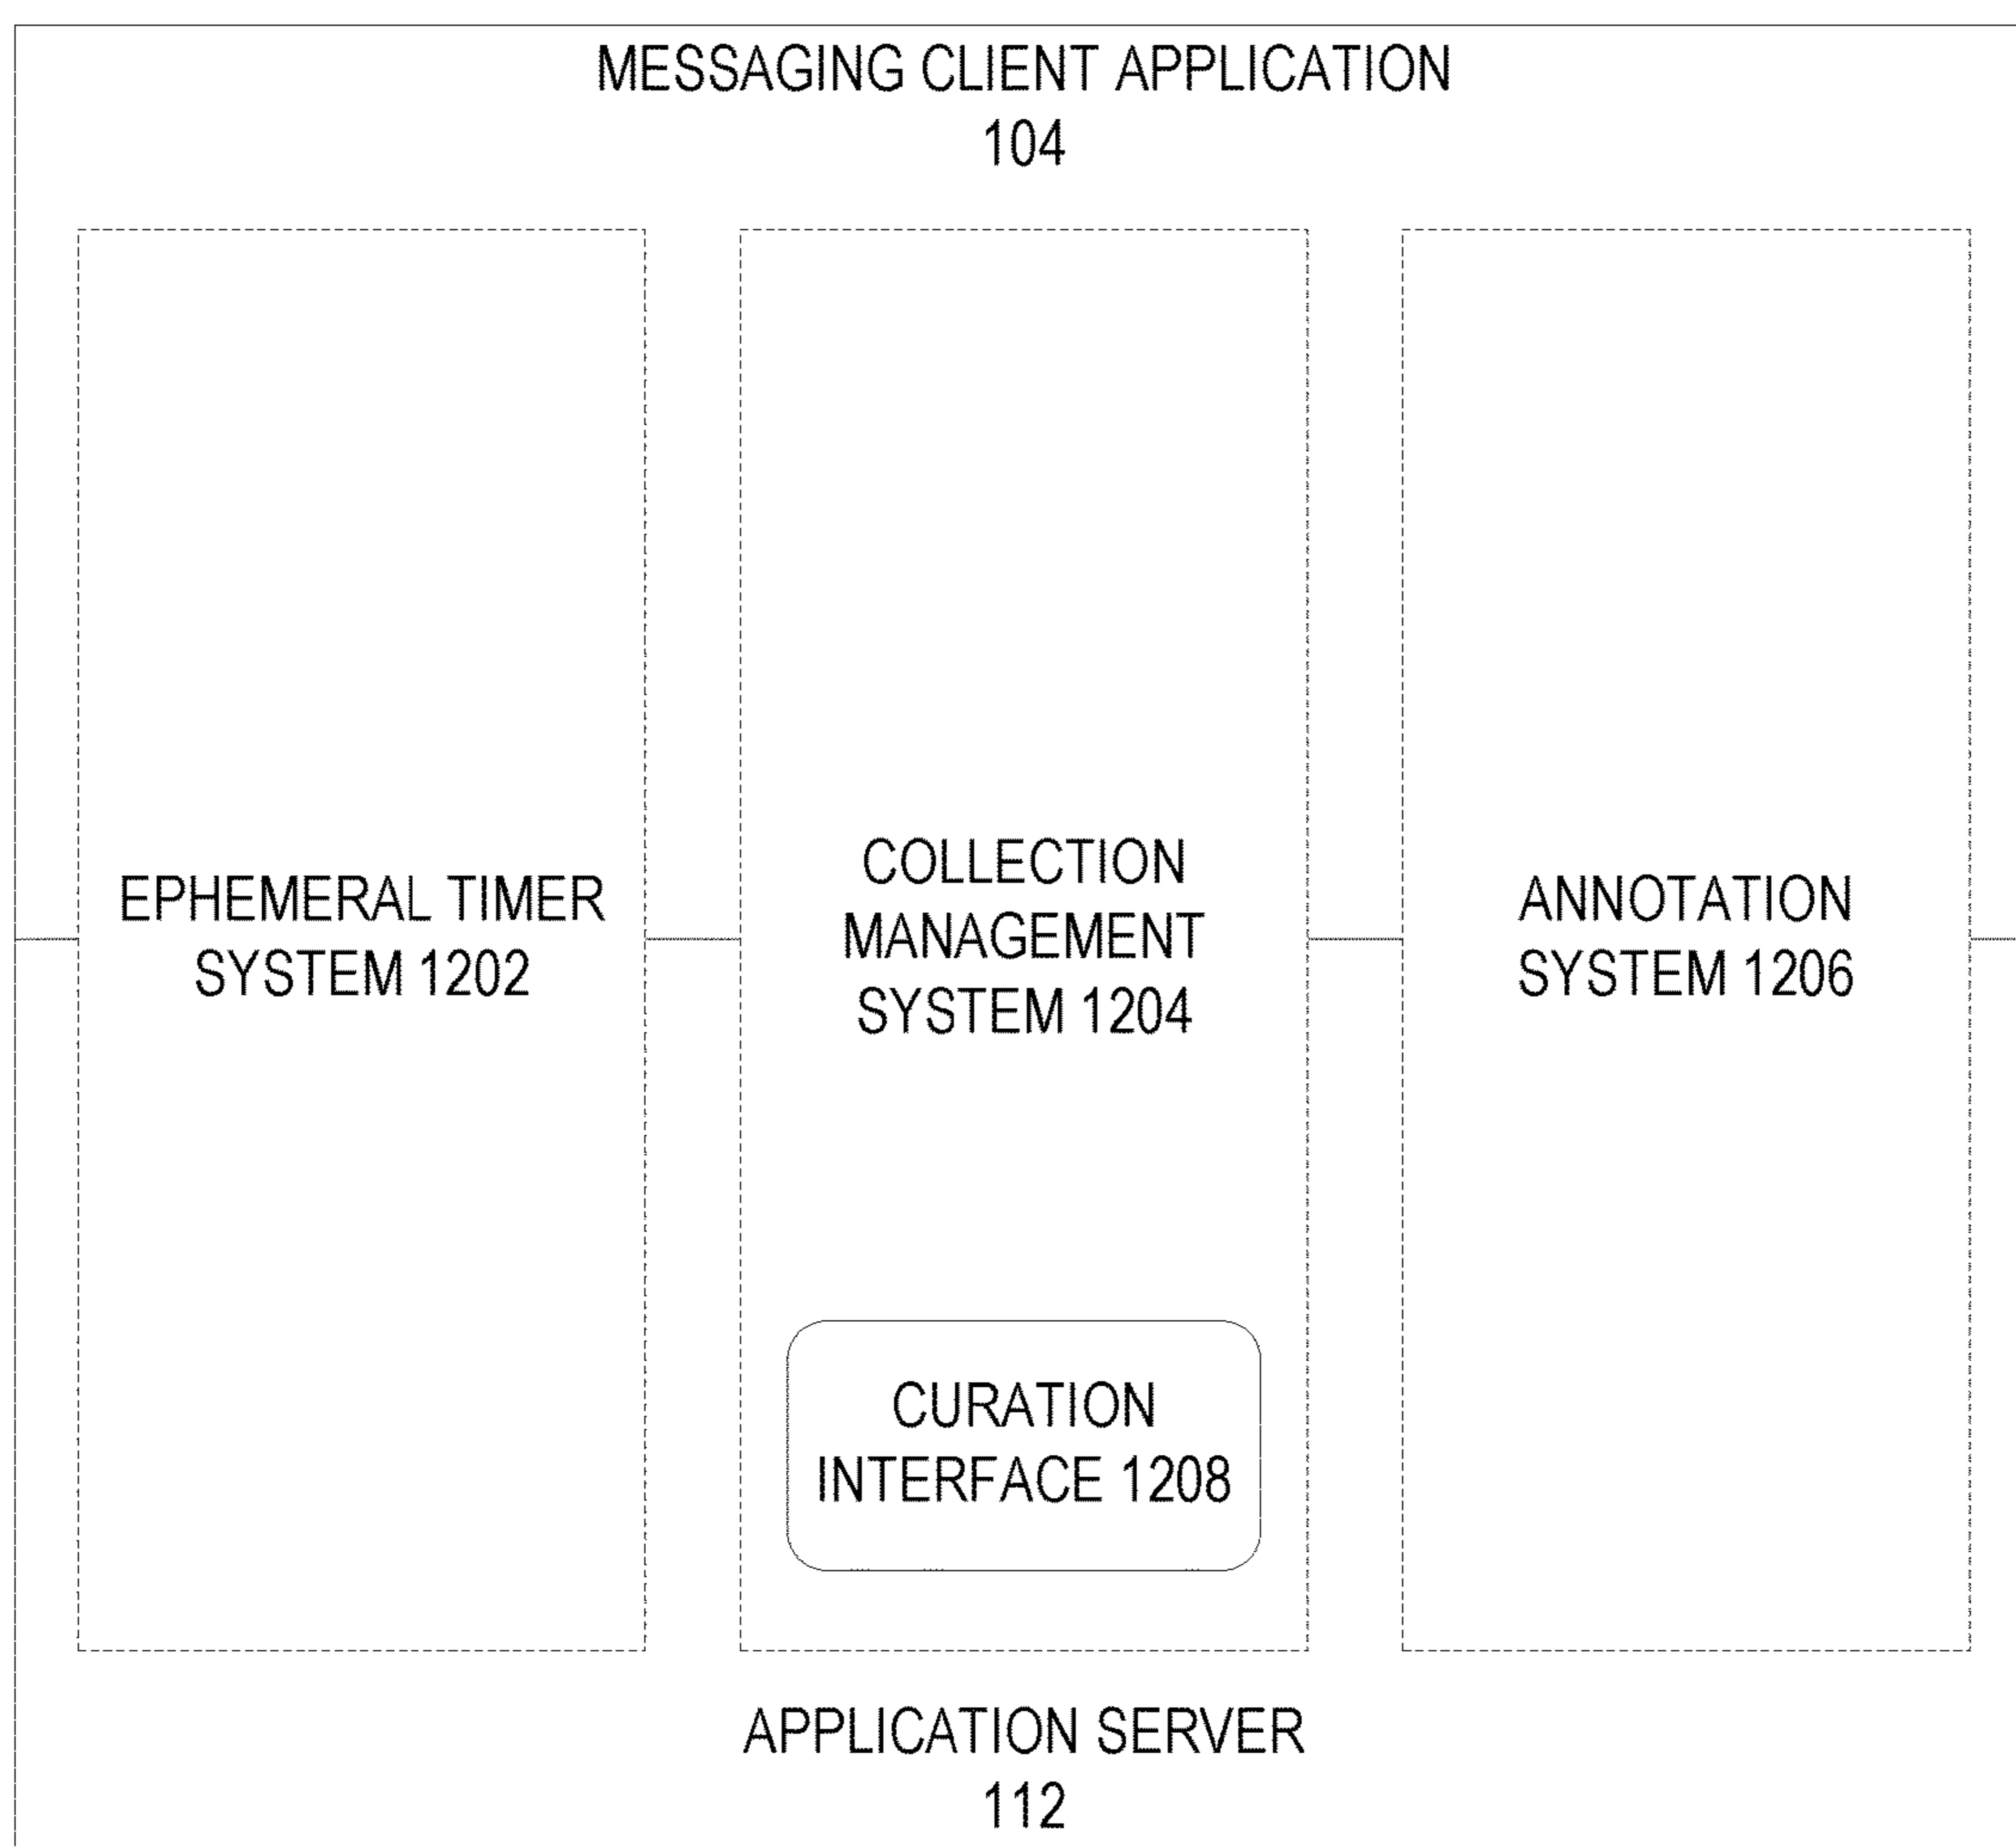 MESSAGING CLIENT APPLICATION
104
EPHEMERAL TIMER
SYSTEM 1202
COLLECTION
MANAGEMENT
SYSTEM 1204
ANNOTATION
SYSTEM 1206
CURATION
INTERFACE 1208
APPLICATION SERVER
112